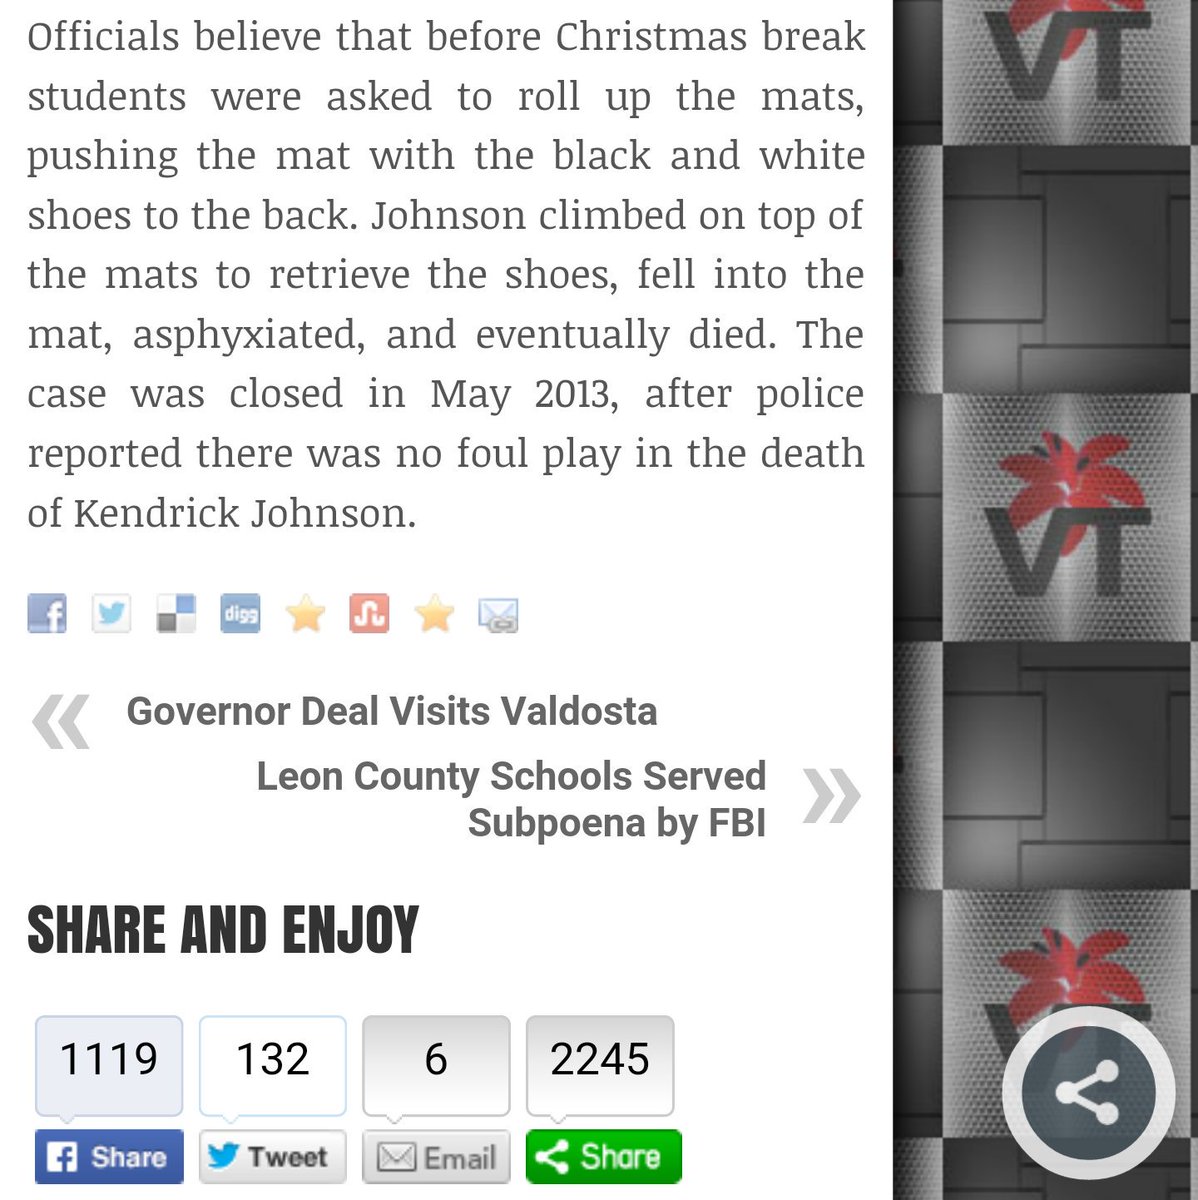 Officials believe that before Christmas break
students were asked to roll up the mats,
pushing the mat with the black and white
shoes to the back. Johnson climbed on top of
the mats to retrieve the shoes, fell into the
mat, asphyxiated, and eventually died. The
case was closed in May 2013, after police
reported there was no foul play in the death
of Kendrick Johnson.
digg
« Governor Deal Visits Valdosta
Leon County Schools Served »
Subpoena by FBI
SHARE AND ENJOY
1119 132 6 2245
Share Tweet Email Share
VT
VT
VT